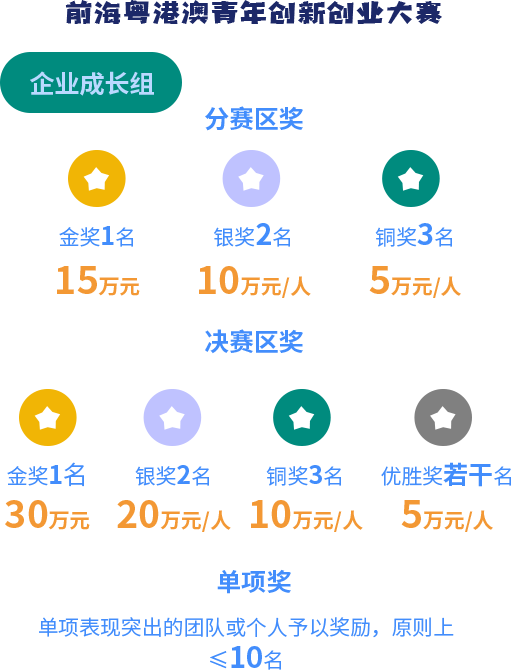 前海粤港澳青年创新创业大赛
企业成长组
分赛区奖
金奖1名 银奖2名 铜奖3名
15万元 10万元/人 5万元/人
决赛区奖
金奖1名 银奖2名 铜奖3名 优胜奖若干名
30万元 20万元/人 10万元/人 5万元/人
单项奖
单项表现突出的团队或个人予以奖励，原则上
≤10名